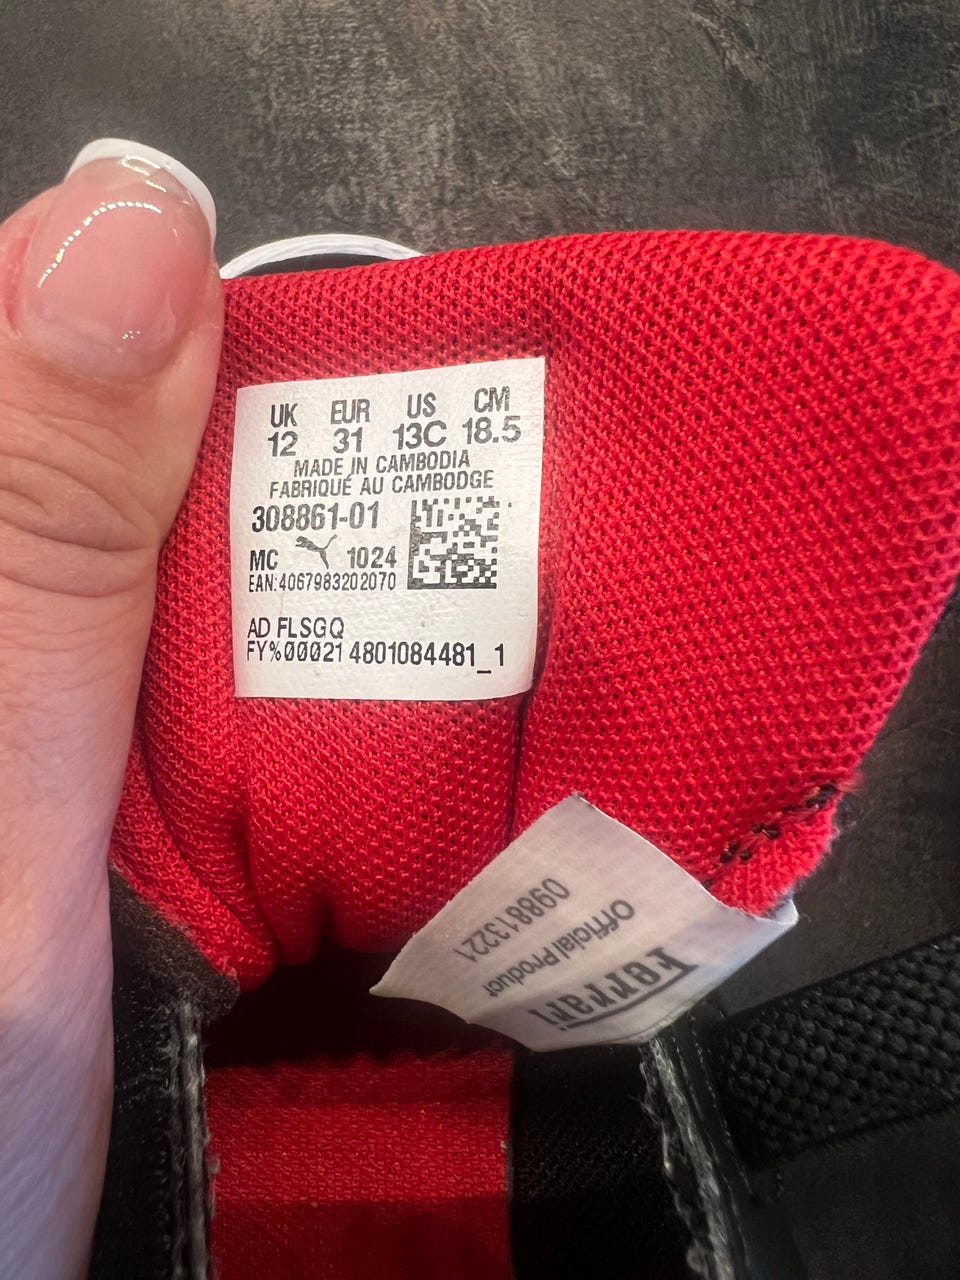 UK EUR US CM
12 31 13C 18.5
MADE IN CAMBODIA
FABRIQUÉ AU CAMBODGE
308861-01
MC 1024
EAN:4067983202070
AD FLSGQ
FY%00021 4801084481_1
Ferrari
Official Product
098813221